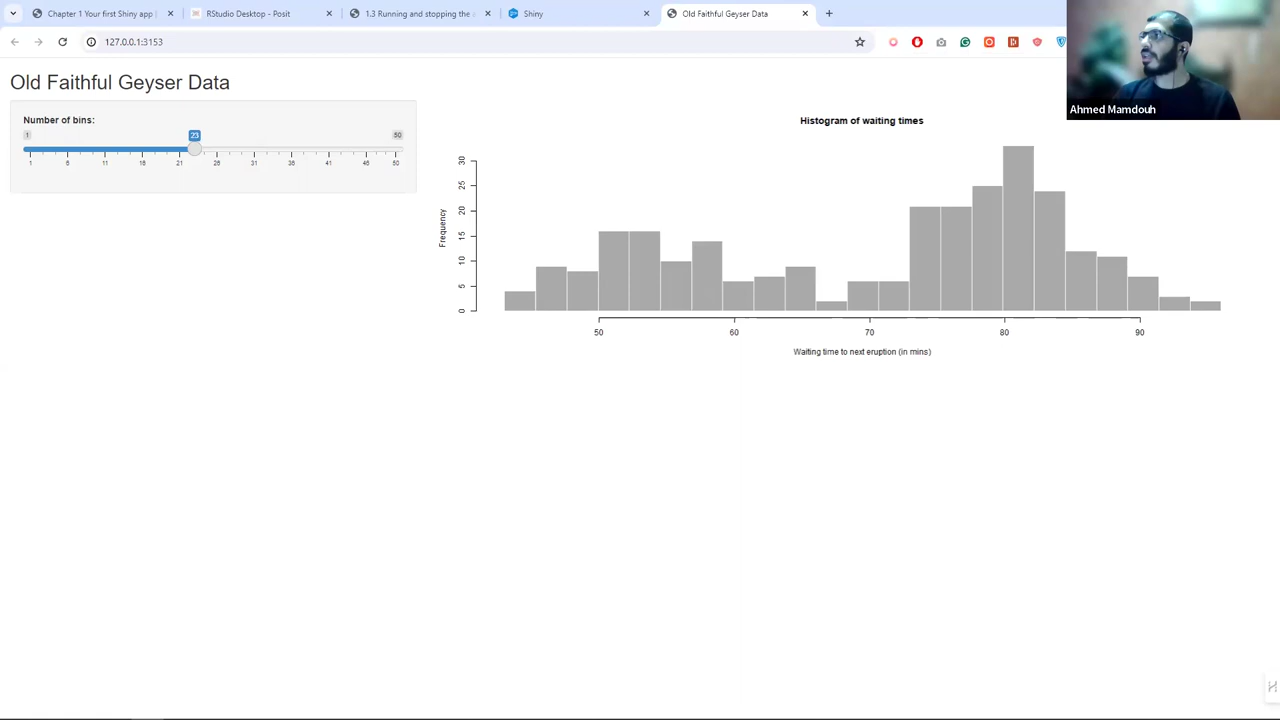 Chapter 1 Your first Shiny app
RStudio Desktop - Posit
1.3 Running and stopping the
Shiny
Old Faithful Geyser Data
127.0.0.1:3153
Ahmed Mamdouh
Old Faithful Geyser Data
Number of bins:
1 23 50
1 6 11 16 21 26 31 36 41 46 50
Histogram of waiting times
Frequency
30
25
20
15
10
5
0
50 60 70 80 90
Waiting time to next eruption (in mins)